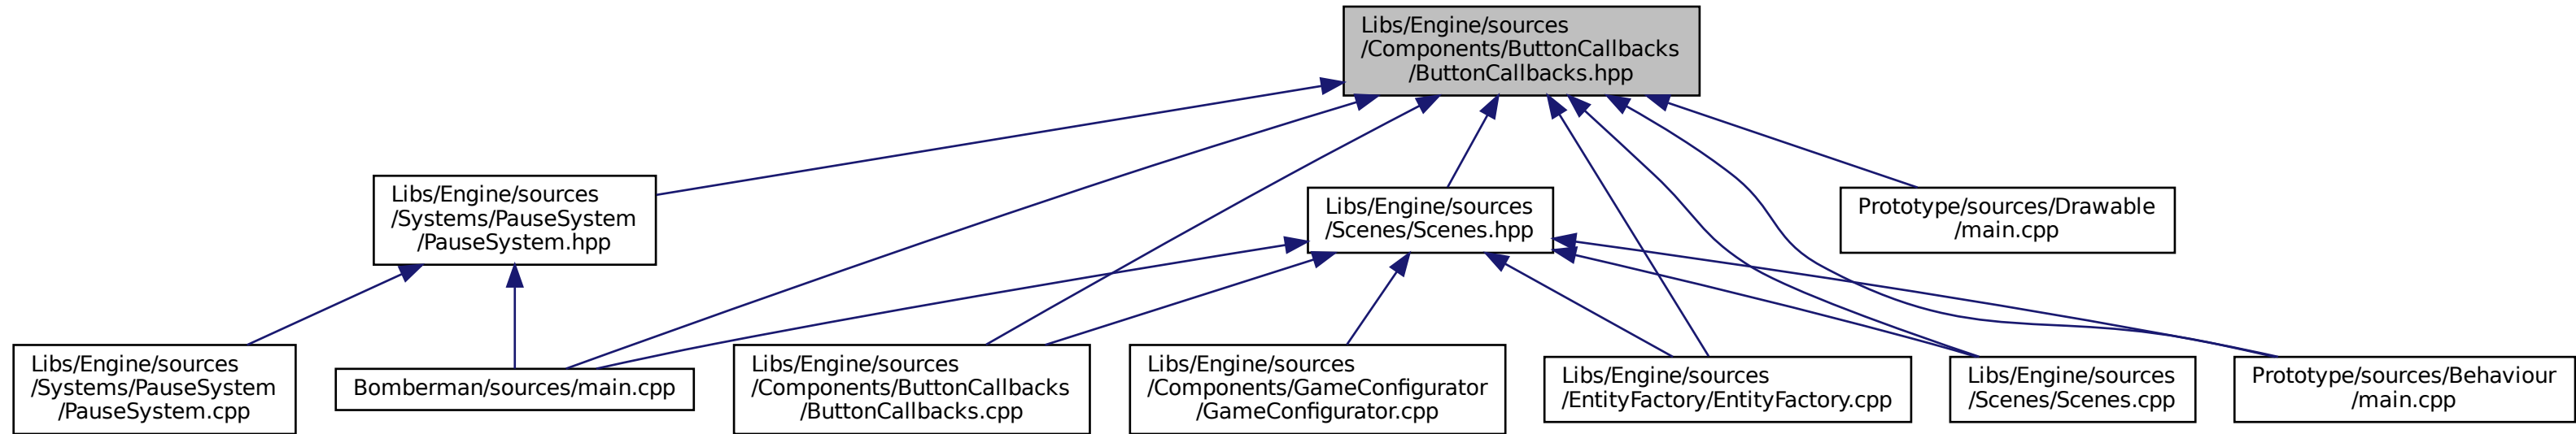 Libs/Engine/sources
/Components/ButtonCallbacks
/ButtonCallbacks.hpp
Libs/Engine/sources
/Systems/PauseSystem
/PauseSystem.hpp
Libs/Engine/sources
/Scenes/Scenes.hpp
Prototype/sources/Drawable
/main.cpp
Libs/Engine/sources
/Systems/PauseSystem
/PauseSystem.cpp
Bomberman/sources/main.cpp
Libs/Engine/sources
/Components/ButtonCallbacks
/ButtonCallbacks.cpp
Libs/Engine/sources
/Components/GameConfigurator
/GameConfigurator.cpp
Libs/Engine/sources
/EntityFactory/EntityFactory.cpp
Libs/Engine/sources
/Scenes/Scenes.cpp
Prototype/sources/Behaviour
/main.cpp